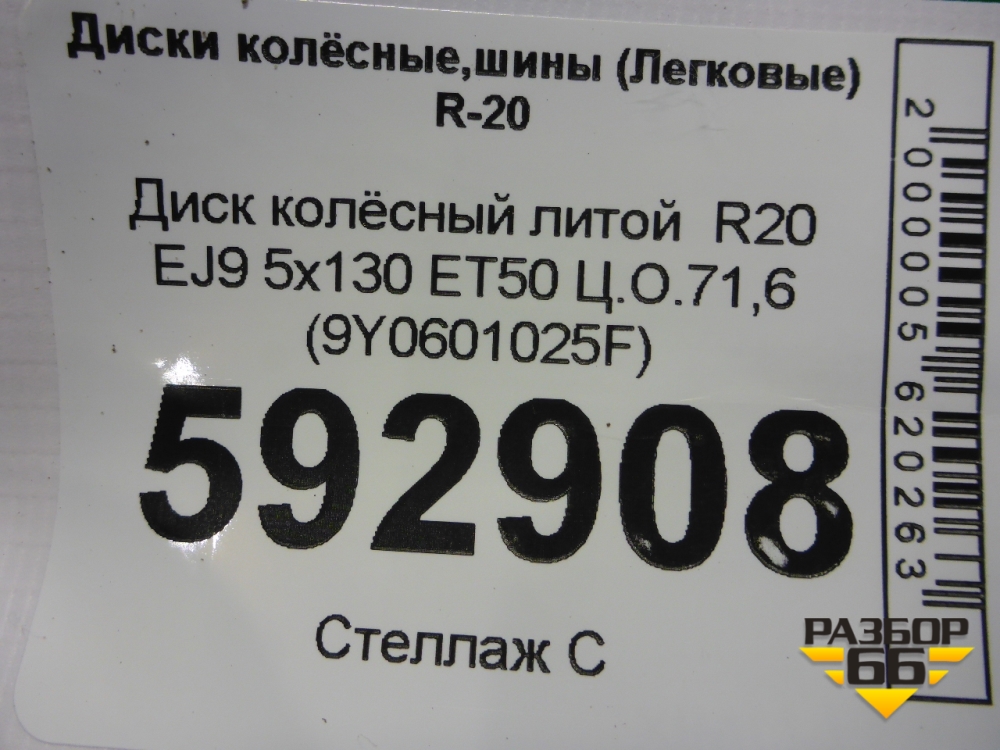 Диски колёсные,шины (Легковые)
R-20
Диск колёсный литой R20
EJ9 5x130 ET50 Ц.О.71,6
(9Y0601025F)
592908
Стеллаж С
2000005620263
РАЗБОР
66